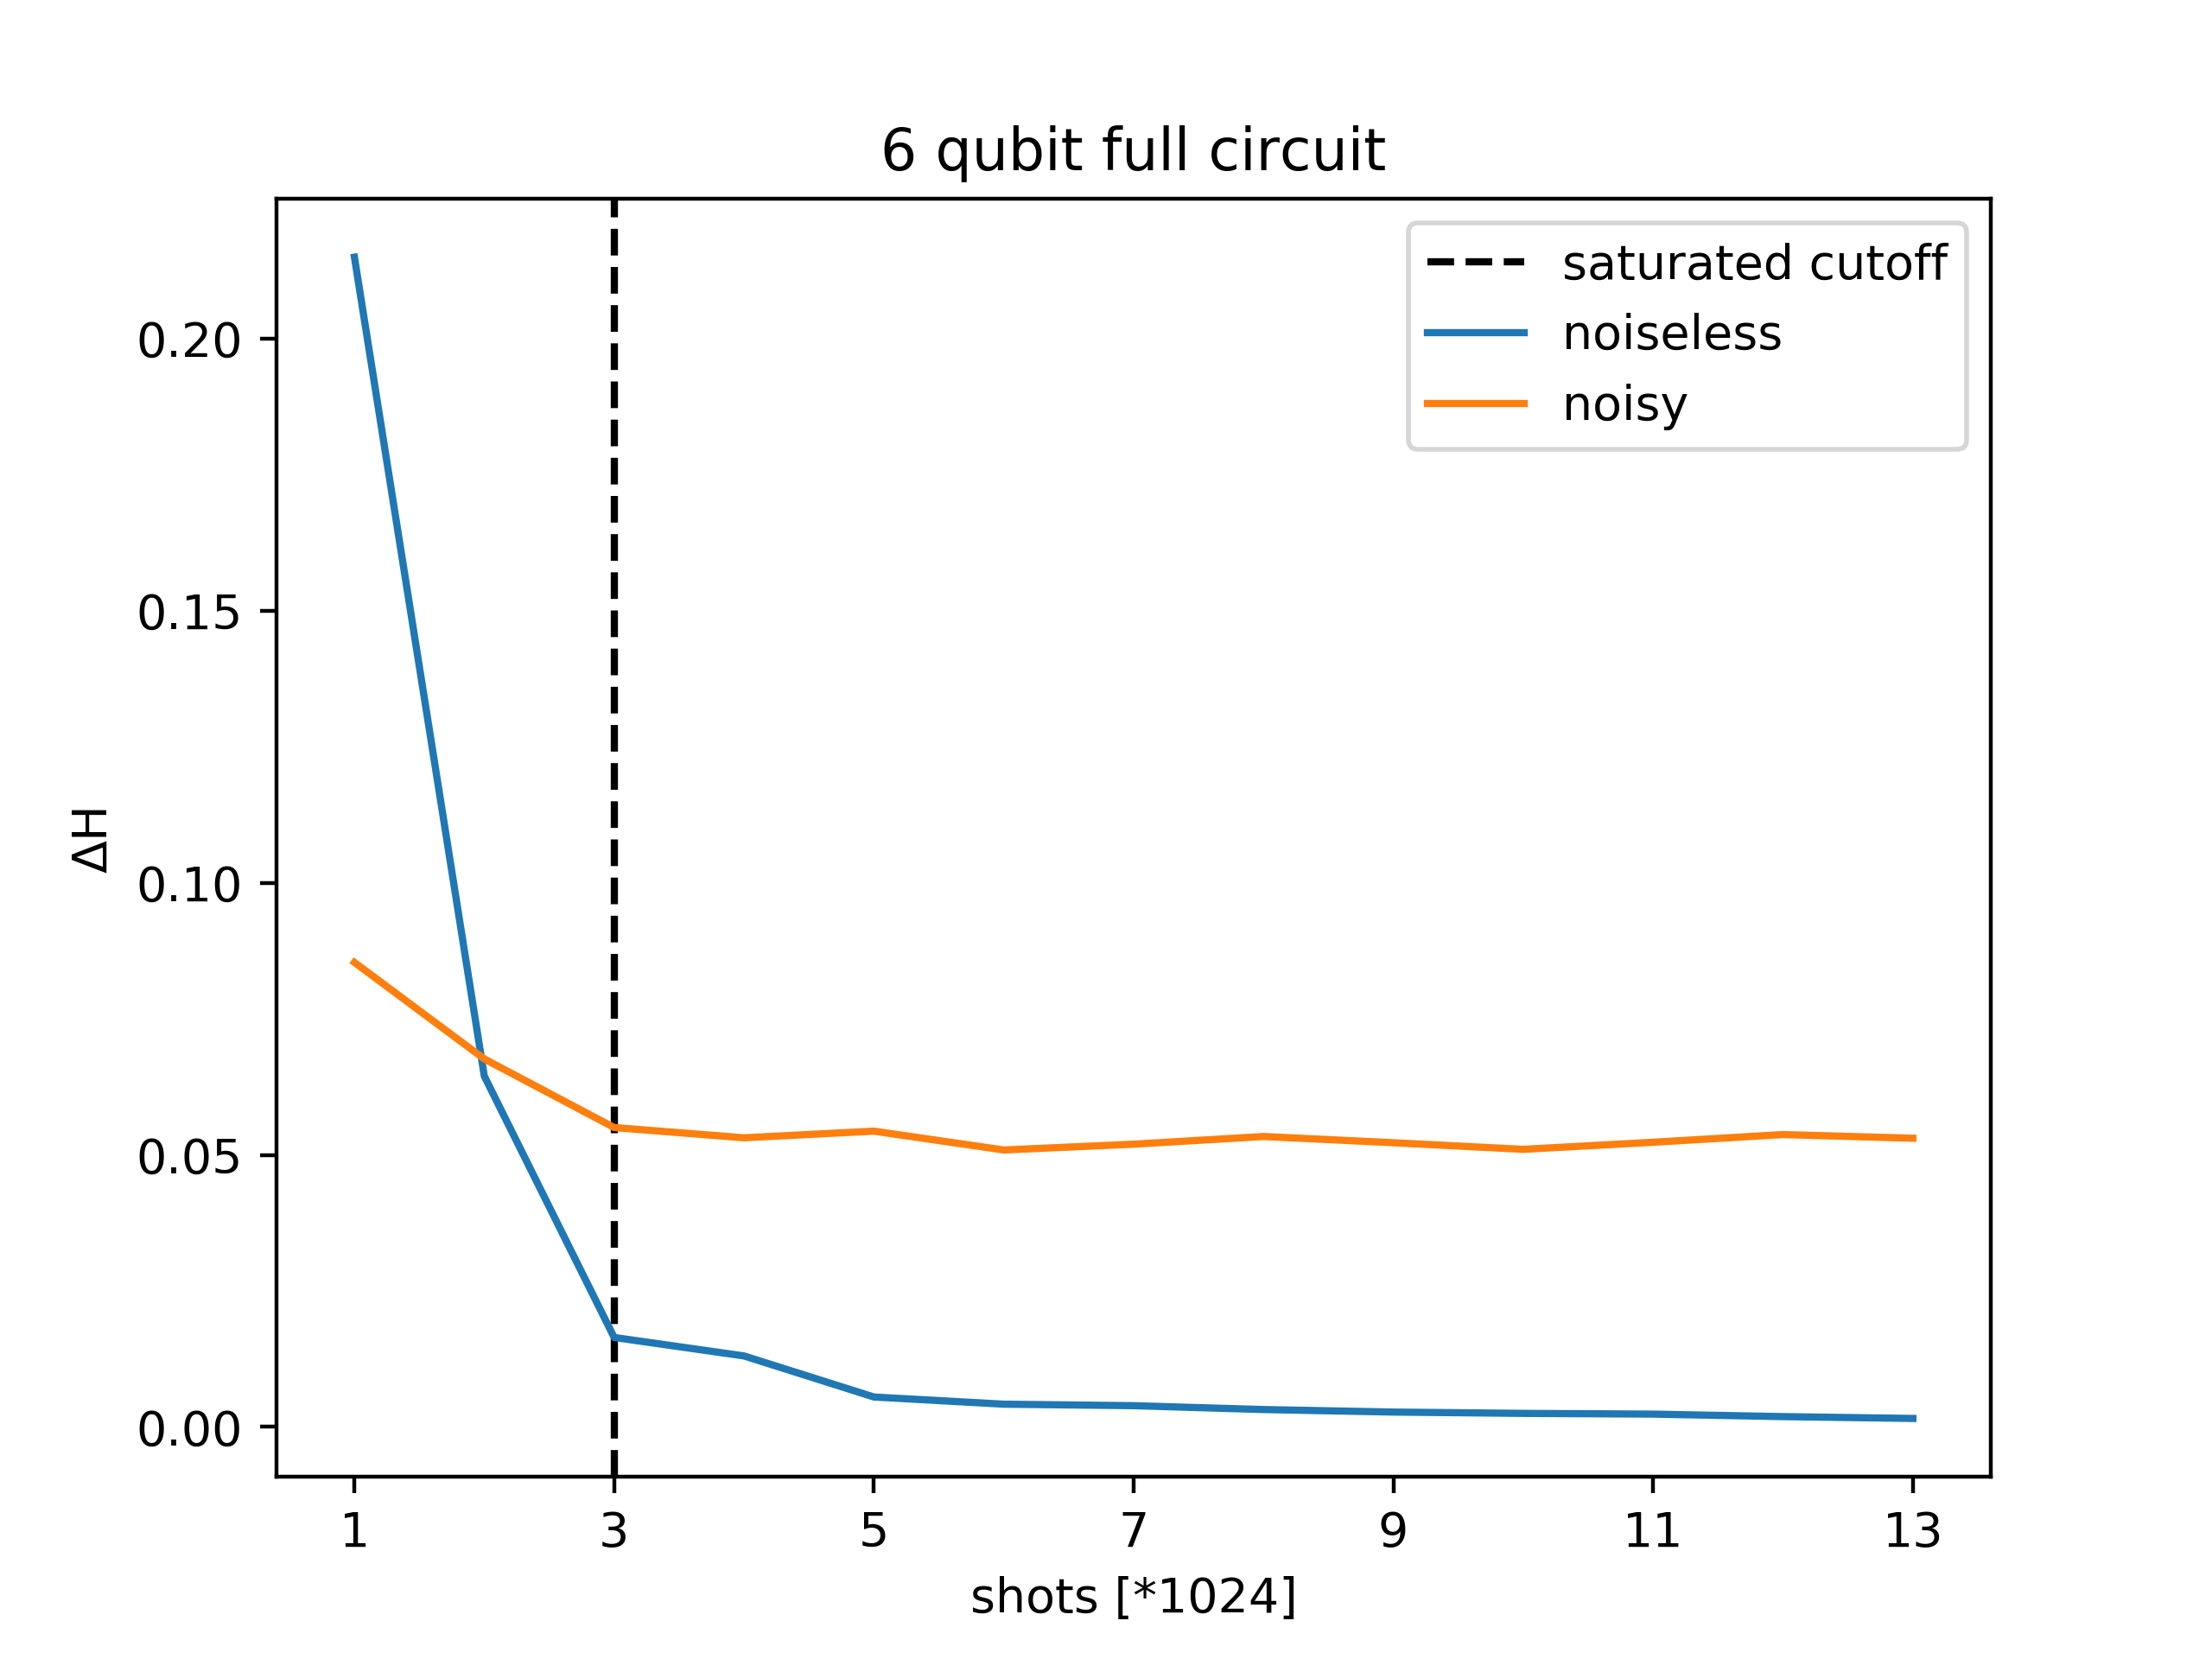 6 qubit full circuit
saturated cutoff
noiseless
noisy
0.20
0.15
0.10
0.05
0.00
ΔH
1 3 5 7 9 11 13
shots [*1024]